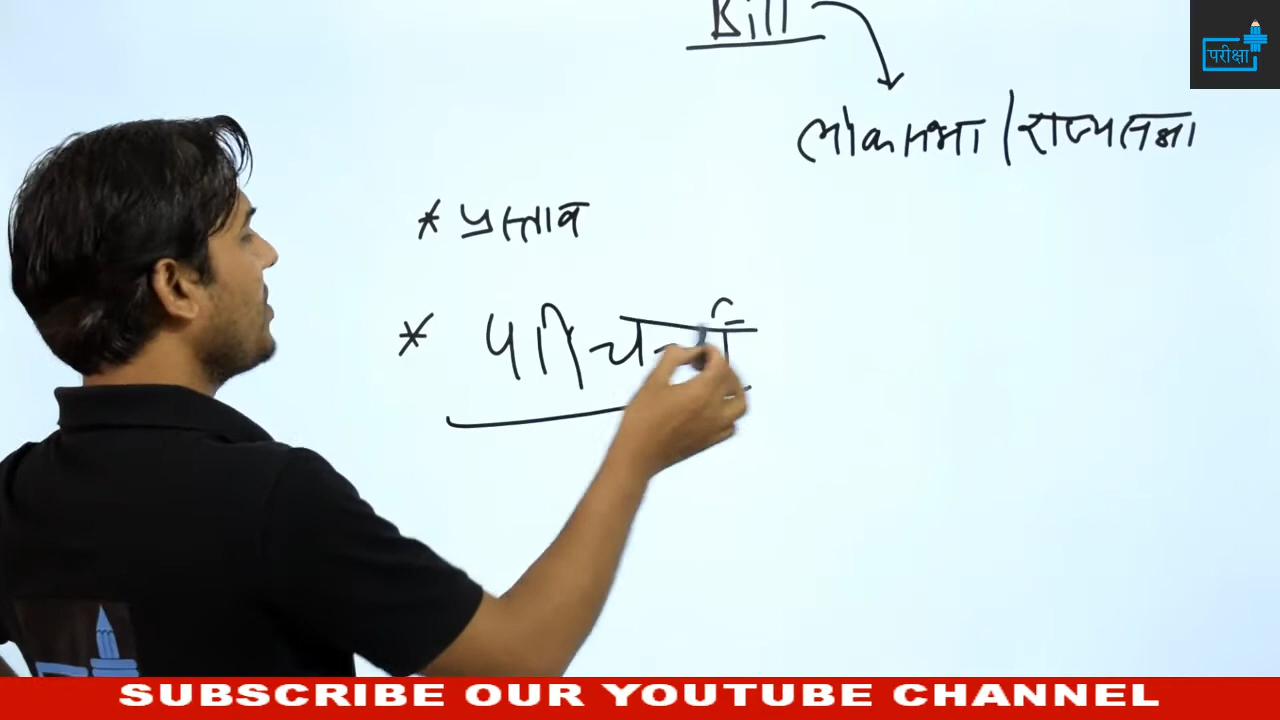 Bill
परीक्षा
लोकसभा/राज्यसभा
* प्रस्ताव
* परिचर्चा
SUBSCRIBE OUR YOUTUBE CHANNEL